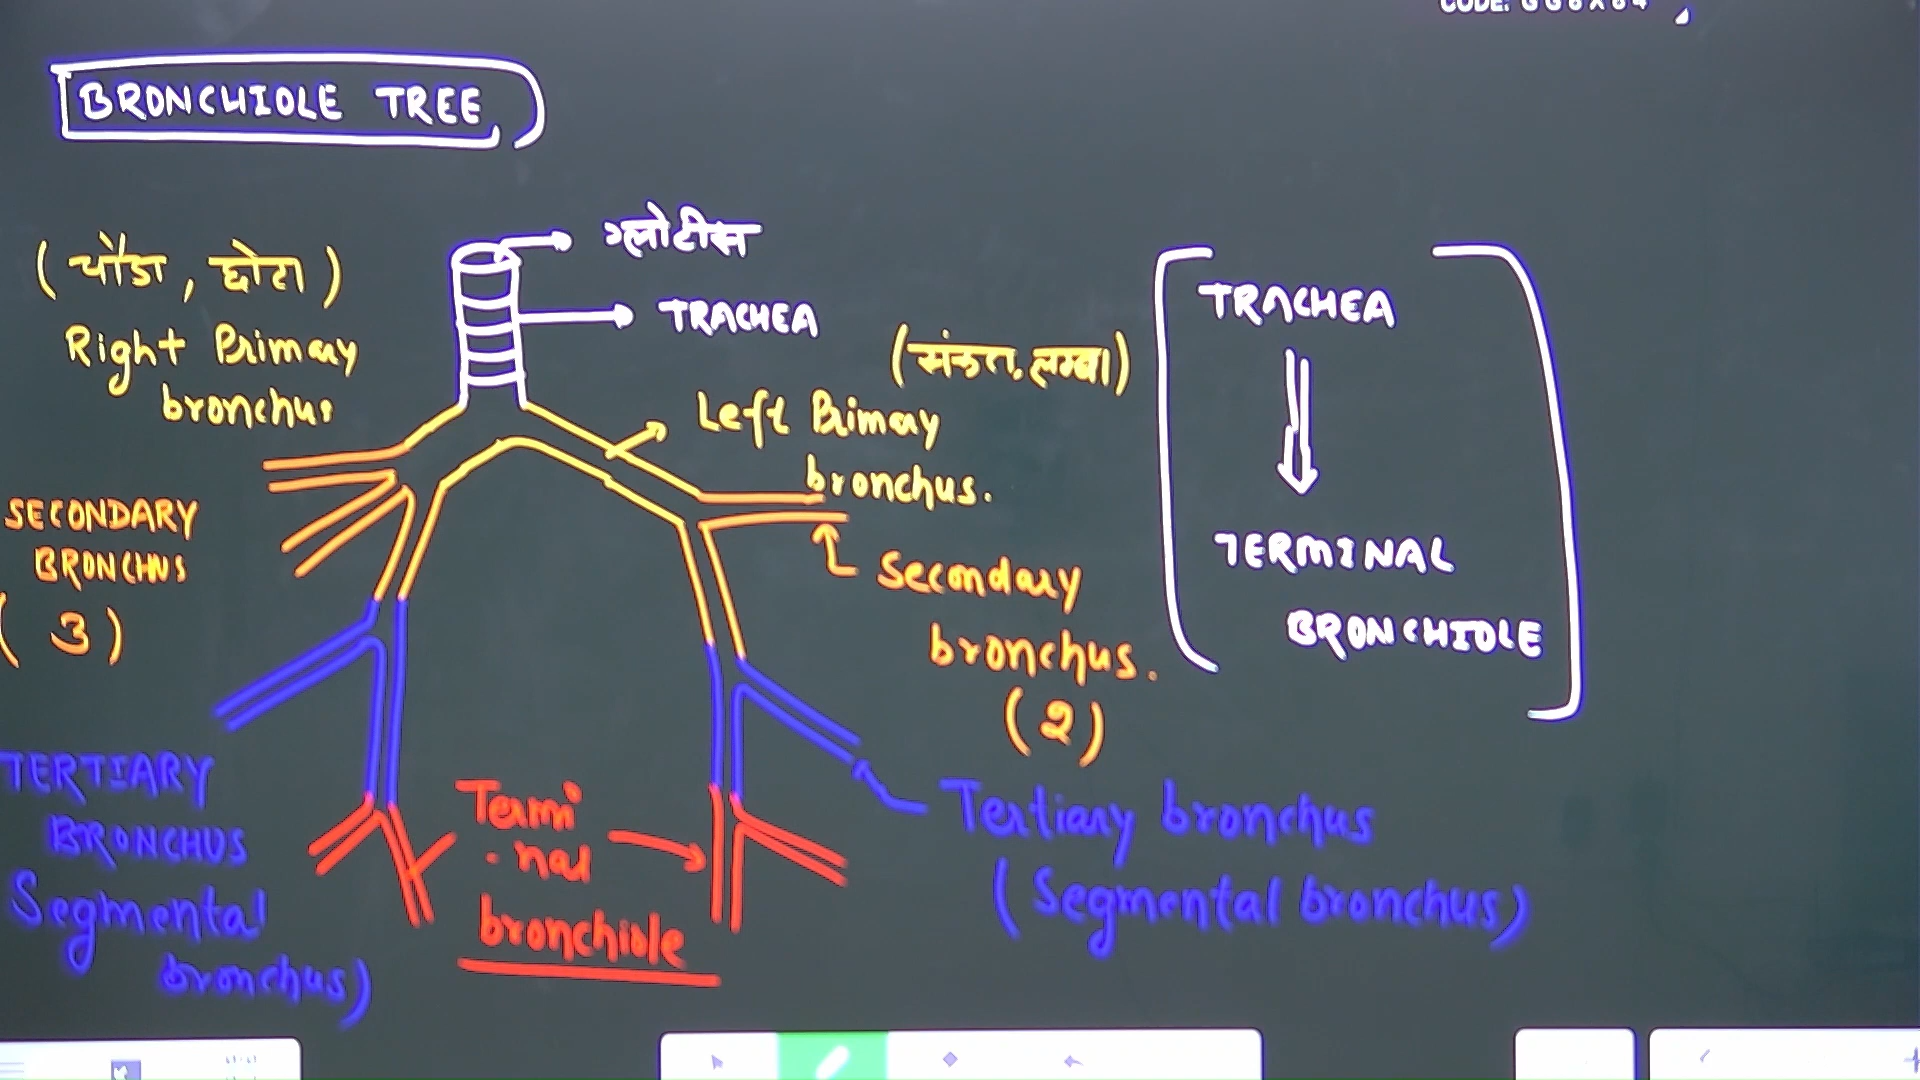 BRONCHIOLE TREE
ग्लोटीस
TRACHEA
(चौडा, छोटा)
Right Primary
bronchus
(संकरा, लम्बा)
Left Primary
bronchus.
SECONDARY
BRONCHUS
(3)
Secondary
bronchus.
(2)
TERTIARY
BRONCHUS
Segmental
bronchus)
Termi
nal
bronchiole
Tertiary bronchus
(Segmental bronchus)
TRACHEA
TERMINAL
BRONCHIOLE